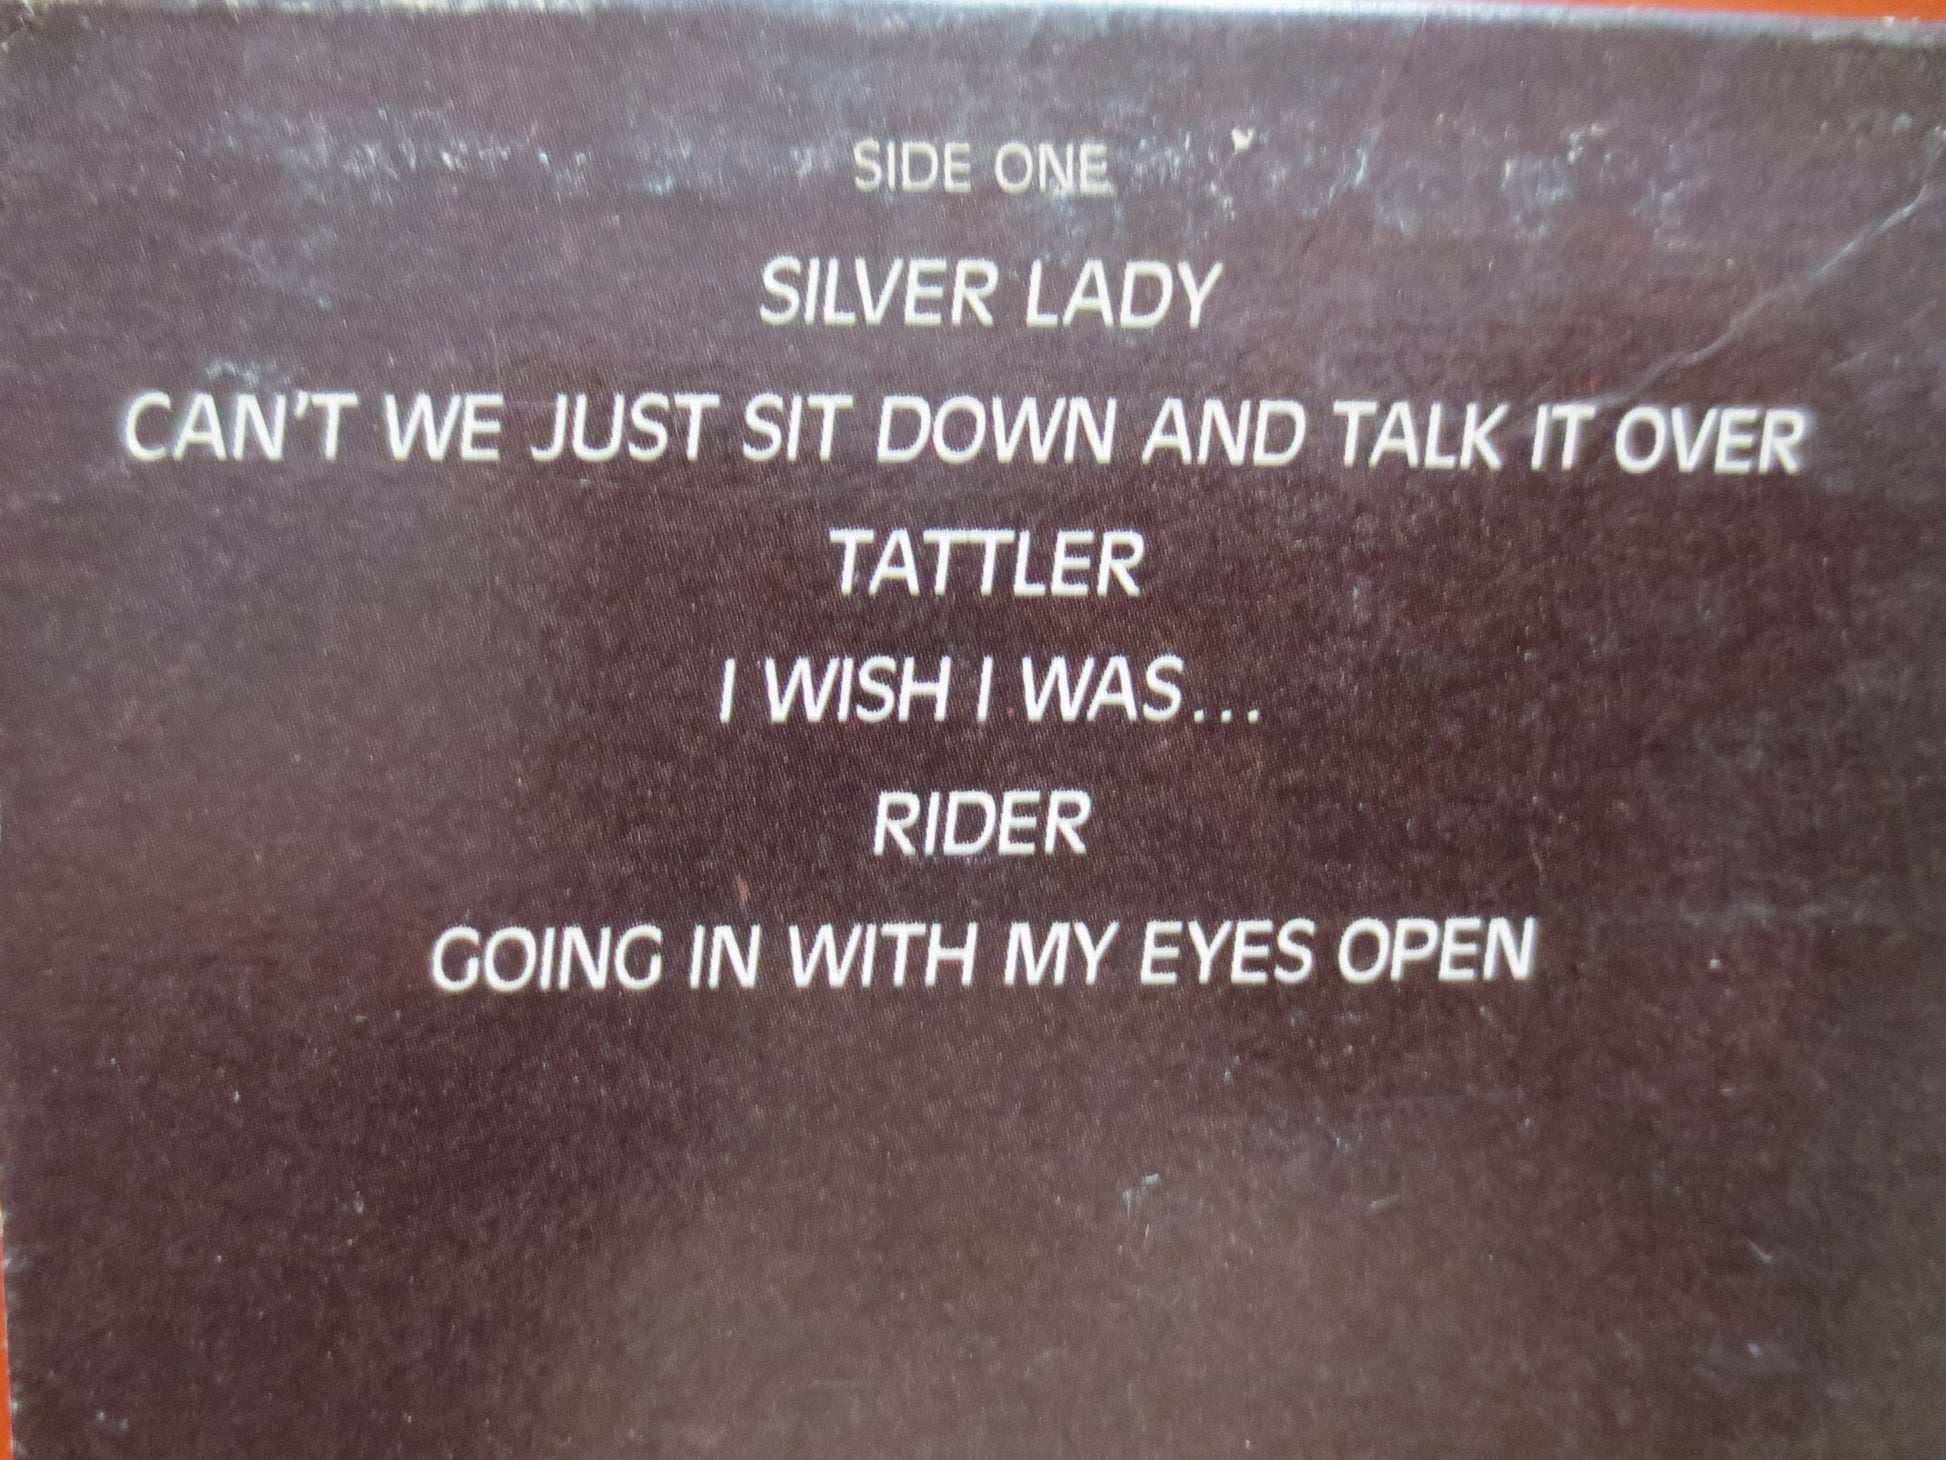 SIDE ONE
SILVER LADY
CAN'T WE JUST SIT DOWN AND TALK IT OVER
TATTLER
I WISH I WAS...
RIDER
GOING IN WITH MY EYES OPEN